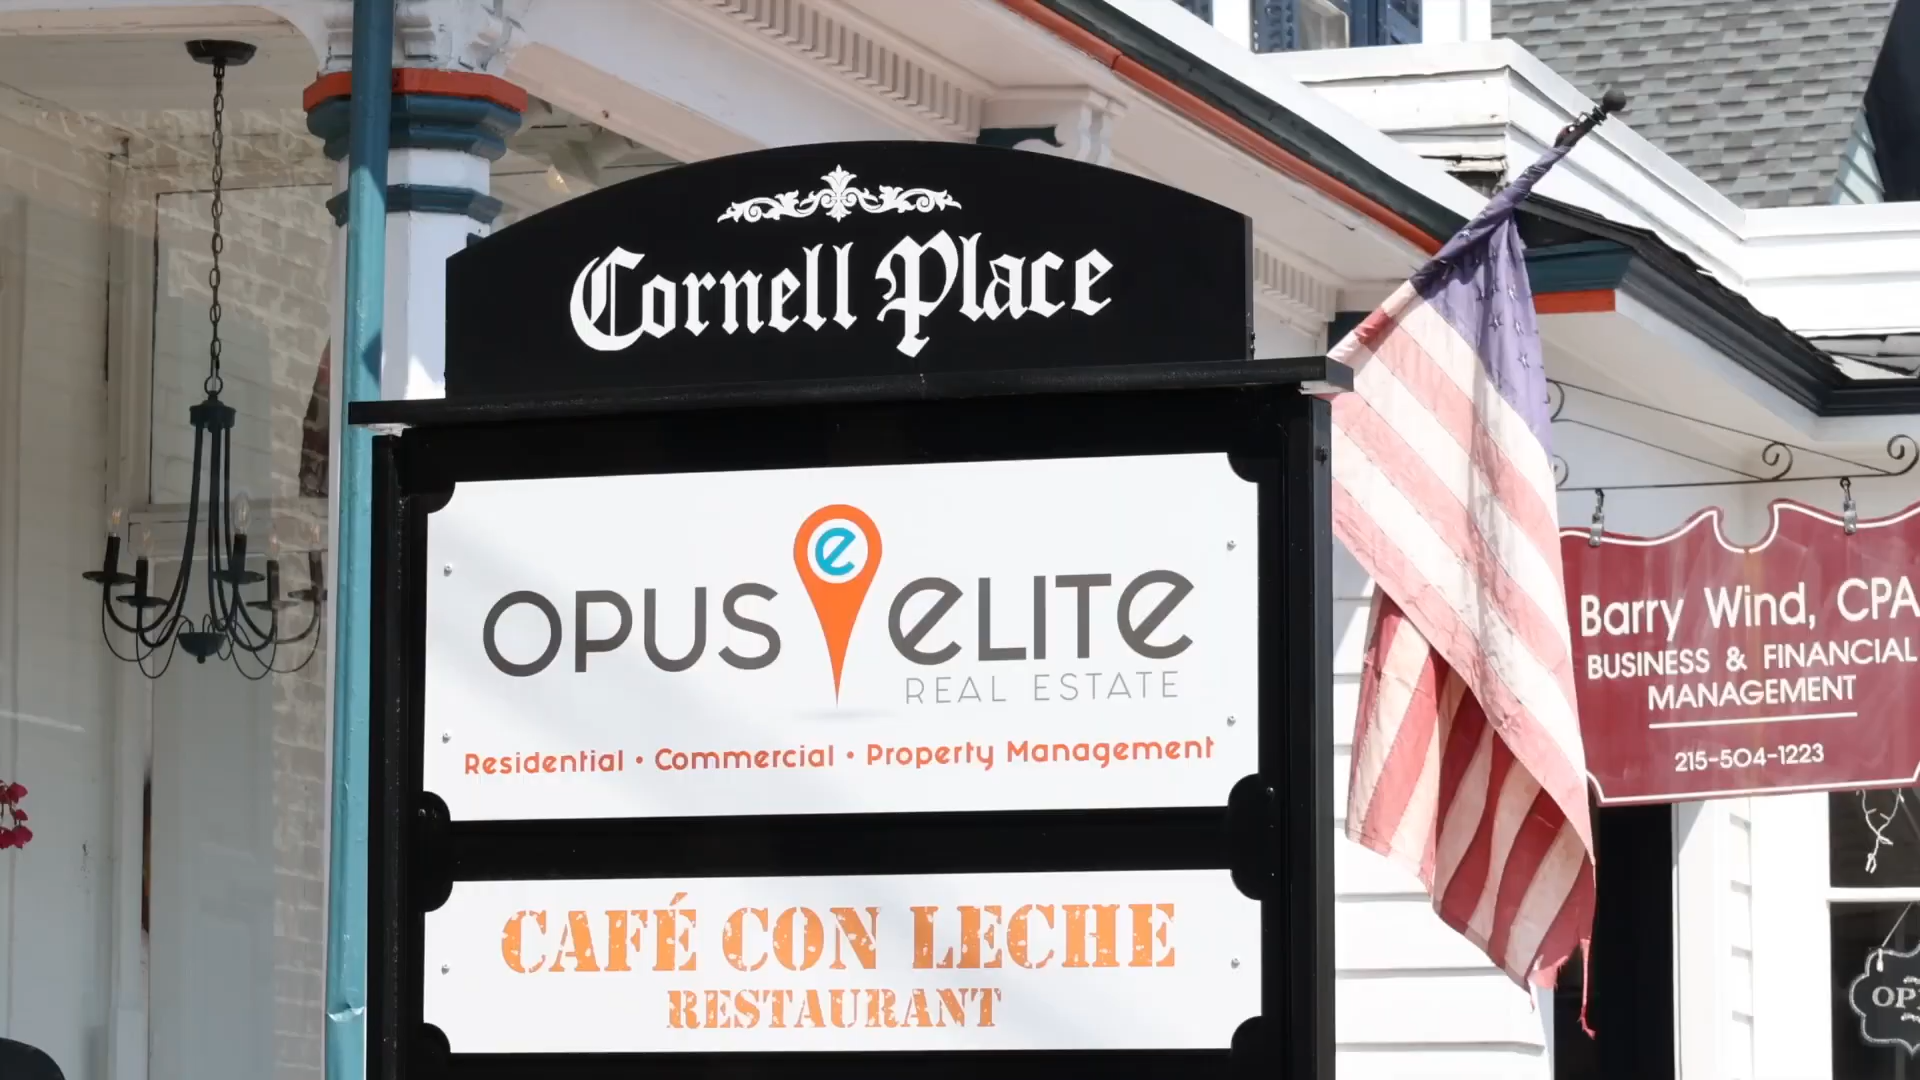 Cornell Place
e
OPUS ELITE
REAL ESTATE
Residential • Commercial • Property Management
CAFÉ CON LECHE
RESTAURANT
Barry Wind, CPA
BUSINESS & FINANCIAL
MANAGEMENT
215-504-1223